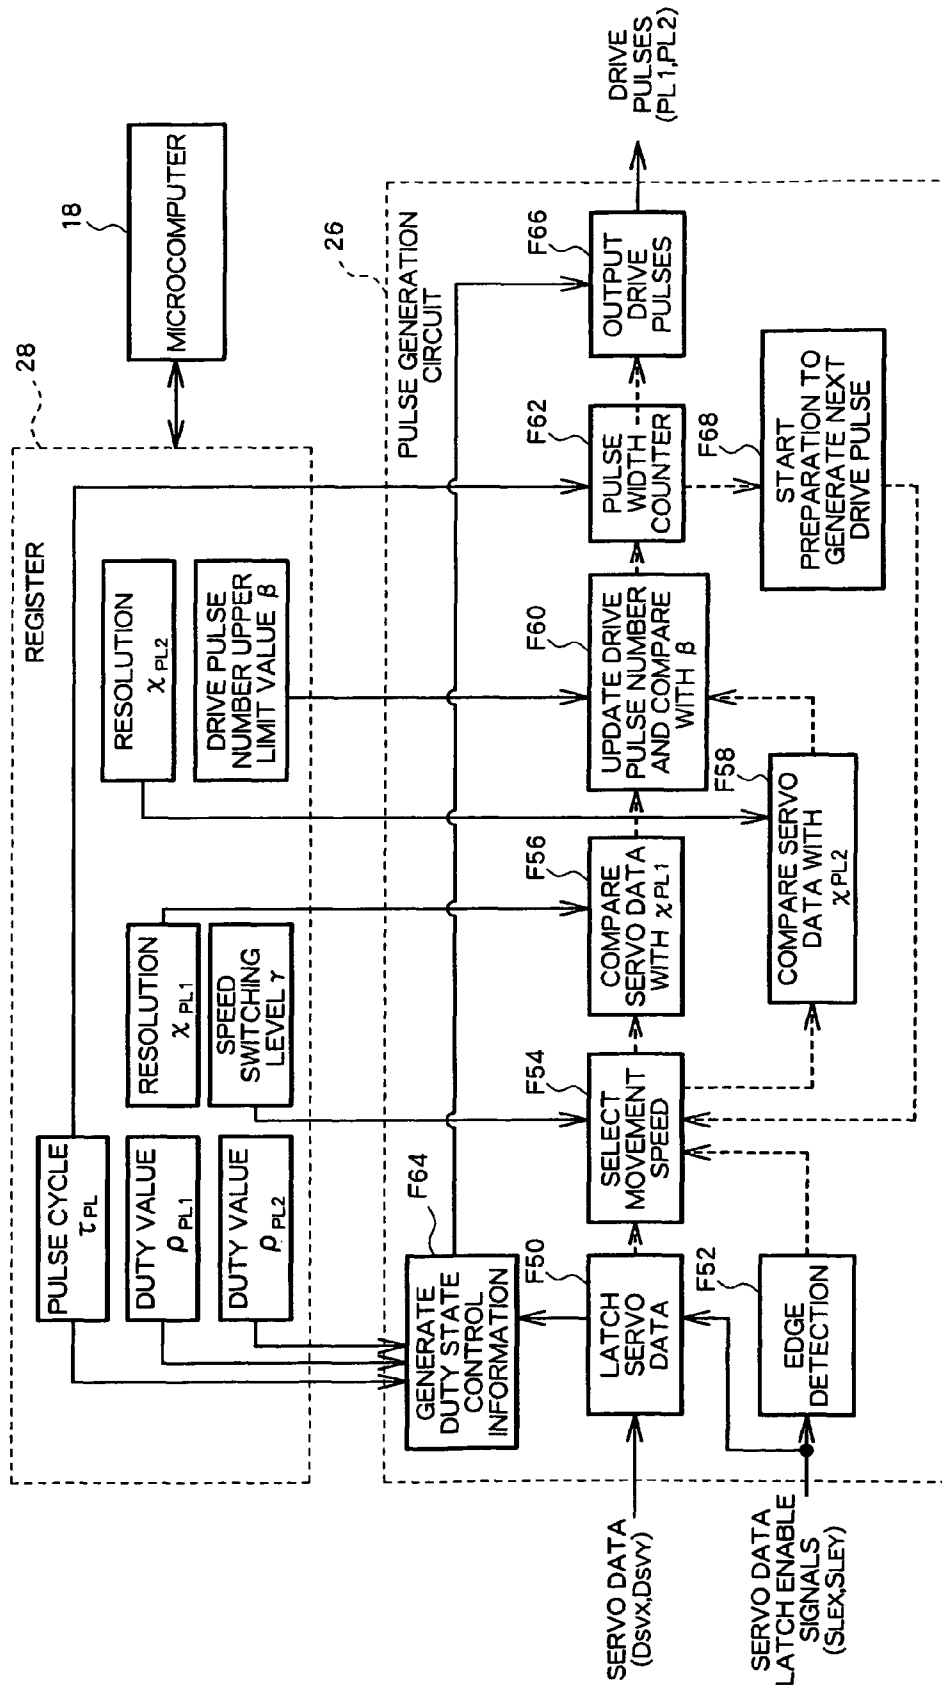 18
MICROCOMPUTER
28
REGISTER
PULSE CYCLE
τPL
DUTY VALUE
ρPL1
DUTY VALUE
ρPL2
RESOLUTION
χPL1
SPEED
SWITCHING
LEVEL γ
RESOLUTION
χPL2
DRIVE PULSE
NUMBER UPPER
LIMIT VALUE β
26
PULSE GENERATION
CIRCUIT
F64
GENERATE
DUTY STATE
CONTROL
INFORMATION
F50
LATCH
SERVO
DATA
F52
EDGE
DETECTION
F54
SELECT
MOVEMENT
SPEED
F56
COMPARE
SERVO DATA
WITH χPL1
F58
COMPARE SERVO
DATA WITH
χPL2
F60
UPDATE DRIVE
PULSE NUMBER
AND COMPARE
WITH β
F62
PULSE
WIDTH
COUNTER
F66
OUTPUT
DRIVE
PULSES
F68
START
PREPARATION TO
GENERATE NEXT
DRIVE PULSE
DRIVE
PULSES
(PL1,PL2)
SERVO DATA
(DSVX,DSVY)
SERVO DATA
LATCH ENABLE
SIGNALS
(SLEX,SLEY)